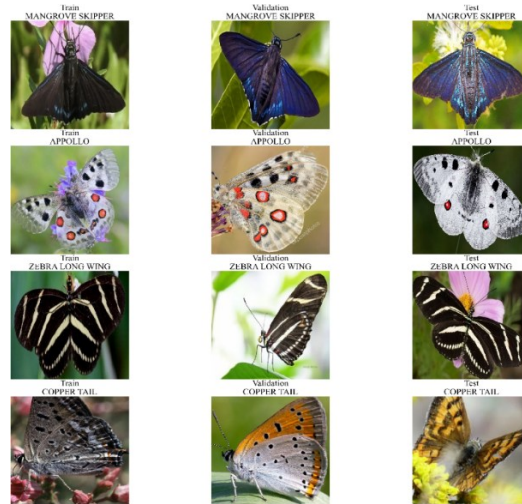 Train
MANGROVE SKIPPER
Validation
MANGROVE SKIPPER
Test
MANGROVE SKIPPER
Train
APPOLLO
Validation
APPOLLO
Test
APPOLLO
Train
ZEBRA LONG WING
Validation
ZEBRA LONG WING
Test
ZEBRA LONG WING
Train
COPPER TAIL
Validation
COPPER TAIL
Test
COPPER TAIL